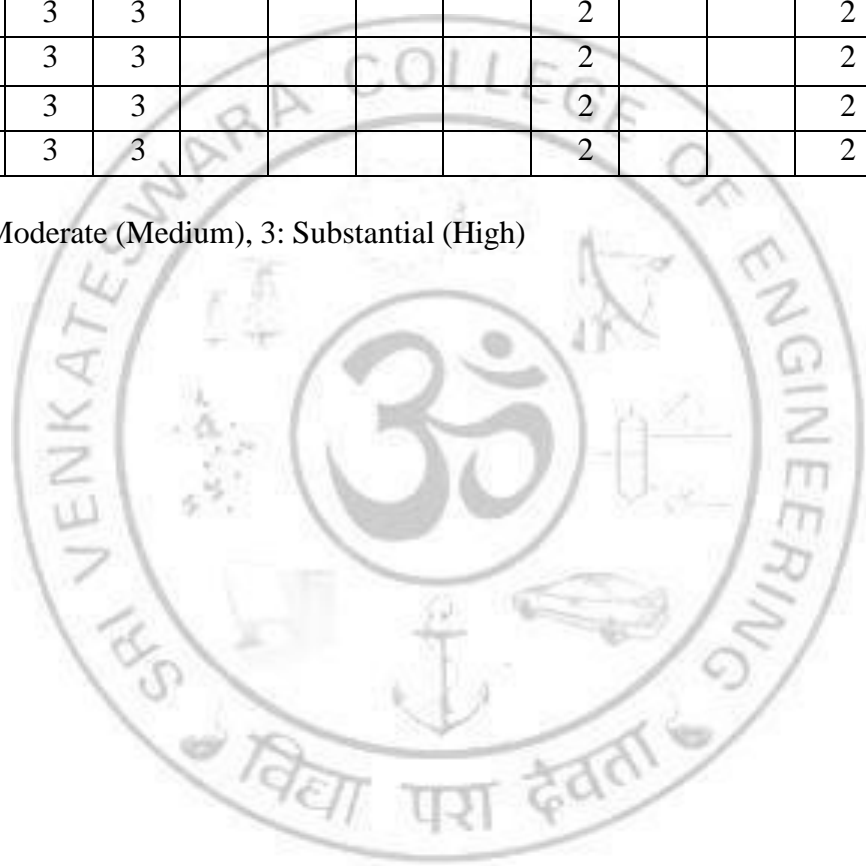 3 3 2 2
3 3 2 2
3 3 2 2
3 3 2 2
Moderate (Medium), 3: Substantial (High)
SRI VENKATESWARA COLLEGE OF ENGINEERING
ॐ
विद्या परा देवता